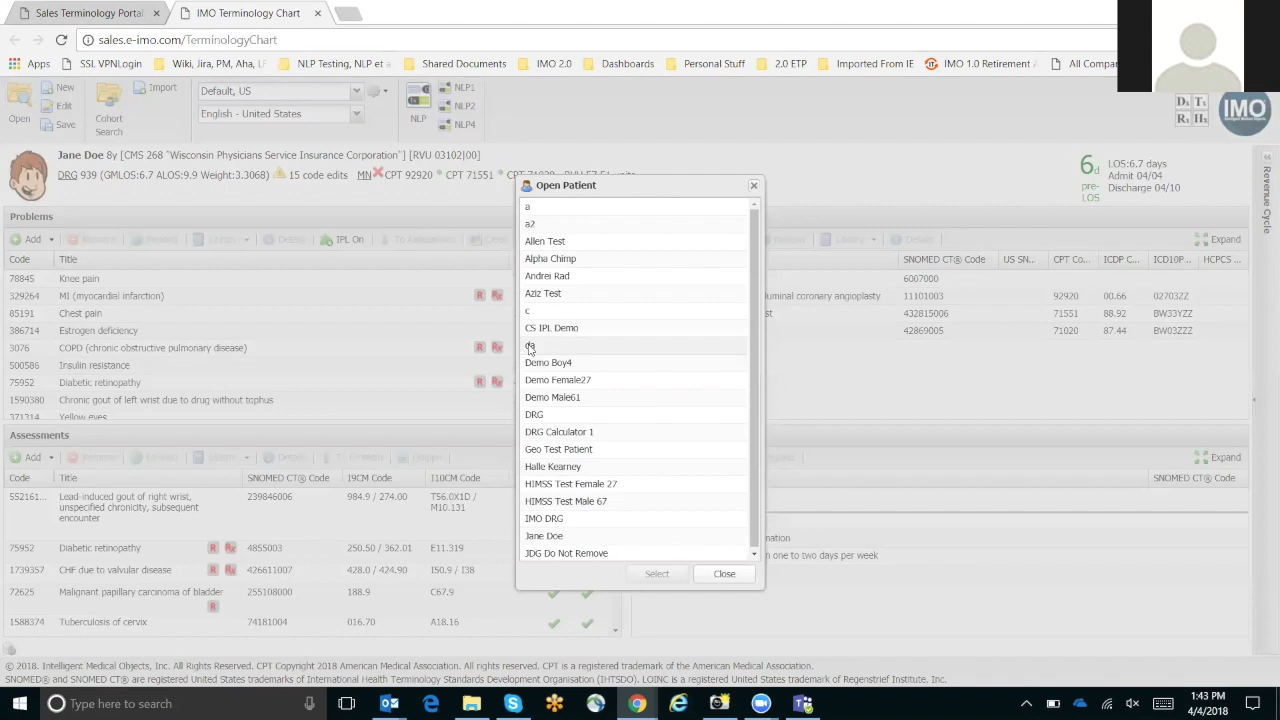 Sales Terminology Portal
IMO Terminology Chart
sales.e-imo.com/TerminologyChart
Apps
SSL VPNLogin
Wiki, Jira, PM, Aha, LF
NLP Testing, NLP et a
Shared Documents
IMO 2.0
Dashboards
Personal Stuff
2.0 ETP
Imported From IE
IMO 1.0 Retirement A
All Compan
Open
New
Edit
Save
Cohort Search
Import
Default, US
English - United States
NLP
NLP1
NLP2
NLP4
IMO
Jane Doe 8y [CMS 268 "Wisconsin Physians Service Insurance Corporation"] [RVU 03102|00]
DRG 939 (GMLOS:6.7 ALOS:9.9 Weight:3.3068) 15 code edits MN CPT 92920 CPT 71551 CPT
6d
pre-LOS
LOS:6.7 days
Admit 04/04
Discharge 04/10
Revenue Cycle
Problems
Add
IPL On
Expand
Code Title
78845 Knee pain
329264 MI (myocardial infarction) R Rx
85191 Chest pain
386714 Estrogen deficiency
3076 COPD (chronic obstructive pulmonary disease) R Rx
500586 Insulin resistance
75952 Diabetic retinopathy R Rx
1590380 Chronic gout of left wrist due to drug without tophus
371314 Yellow eyes
SNOMED CT® Code US SN... CPT Co... ICDP C... ICD10P... HCPCS ...
6007000
luminal coronary angioplasty 11101003 92920 00.66 02703ZZ
432815006 71551 88.92 BW33YZZ
42869005 71020 87.44 BW03ZZZ
Open Patient
a
a2
Allen Test
Alpha Chimp
Andrei Rad
Aziz Test
c
CS IPL Demo
Demo Boy4
Demo Female27
Demo Male61
DRG
DRG Calculator 1
Geo Test Patient
Halle Kearney
HIMSS Test Female 27
HIMSS Test Male 67
IMO DRG
Jane Doe
JDG Do Not Remove
Select
Close
Assessments
Add
Expand
Code Title SNOMED CT® Code I9CM Code I10CM Code
552161... Lead-induced gout of right wrist, unspecified chronicity, subsequent encounter 239846006 984.9 / 274.00 T56.0X1D / M10.131
75952 Diabetic retinopathy R Rx 4855003 250.50 / 362.01 E11.319
1739357 CHF due to valvular disease R Rx 426611007 428.0 / 424.90 I50.9 / I38
72625 Malignant papillary carcinoma of bladder R 255108000 188.9 C67.9
1588374 Tuberculosis of cervix 74181004 016.70 A18.16
SNOMED CT® Code
in one to two days per week
© 2018. Intelligent Medical Objects, Inc. All Rights Reserved. CPT Copyright 2018 American Medical Association. All rights reserved. CPT is a registered trademark of the American Medical Association.
SNOMED® and SNOMED CT® are registered United States trademarks of International Health Terminology Standards Development Organisation (IHTSDO). LOINC is a registered United States trademark of Regenstrief Institute, Inc.
Type here to search
1:43 PM
4/4/2018